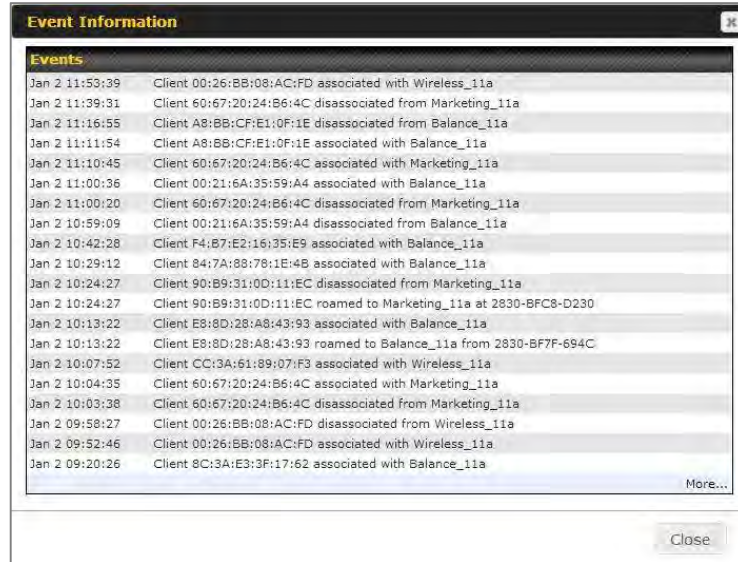 Event Information
Events
Jan 2 11:53:39 Client 00:26:BB:08:AC:FD associated with Wireless_11a
Jan 2 11:39:31 Client 60:67:20:24:B6:4C disassociated from Marketing_11a
Jan 2 11:16:55 Client A8:BB:CF:E1:0F:1E disassociated from Balance_11a
Jan 2 11:11:54 Client A8:BB:CF:E1:0F:1E associated with Balance_11a
Jan 2 11:10:45 Client 60:67:20:24:B6:4C associated with Marketing_11a
Jan 2 11:00:36 Client 00:21:6A:35:59:A4 associated with Balance_11a
Jan 2 11:00:20 Client 60:67:20:24:B6:4C disassociated from Marketing_11a
Jan 2 10:59:09 Client 00:21:6A:35:59:A4 disassociated from Balance_11a
Jan 2 10:42:28 Client F4:B7:E2:16:35:E9 associated with Balance_11a
Jan 2 10:29:12 Client 84:7A:88:78:1E:4B associated with Balance_11a
Jan 2 10:24:27 Client 90:B9:31:0D:11:EC disassociated from Marketing_11a
Jan 2 10:24:27 Client 90:B9:31:0D:11:EC roamed to Marketing_11a at 2830-BFC8-D230
Jan 2 10:13:22 Client E8:8D:28:A8:43:93 associated with Balance_11a
Jan 2 10:13:22 Client E8:8D:28:A8:43:93 roamed to Balance_11a from 2830-BF7F-694C
Jan 2 10:07:52 Client CC:3A:61:89:07:F3 associated with Wireless_11a
Jan 2 10:04:35 Client 60:67:20:24:B6:4C associated with Marketing_11a
Jan 2 10:03:38 Client 60:67:20:24:B6:4C disassociated from Marketing_11a
Jan 2 09:58:27 Client 00:26:BB:08:AC:FD disassociated from Wireless_11a
Jan 2 09:52:46 Client 00:26:BB:08:AC:FD associated with Wireless_11a
Jan 2 09:20:26 Client 8C:3A:E3:3F:17:62 associated with Balance_11a
More...
Close